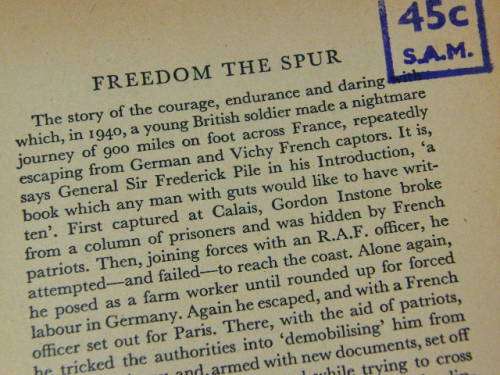 45c
S.A.M.
FREEDOM THE SPUR
The story of the courage, endurance and daring with
which, in 1940, a young British soldier made a nightmare
journey of 900 miles on foot across France, repeatedly
escaping from German and Vichy French captors. It is,
says General Sir Frederick Pile in his Introduction, ‘a
book which any man with guts would like to have writ-
ten’. First captured at Calais, Gordon Instone broke
from a column of prisoners and was hidden by French
patriots. Then, joining forces with an R.A.F. officer, he
attempted—and failed—to reach the coast. Alone again,
he posed as a farm worker until rounded up for forced
labour in Germany. Again he escaped, and with a French
officer set out for Paris. There, with the aid of patriots,
he tricked the authorities into ‘demobilising’ him from
and armed with new documents, set off
while trying to cross